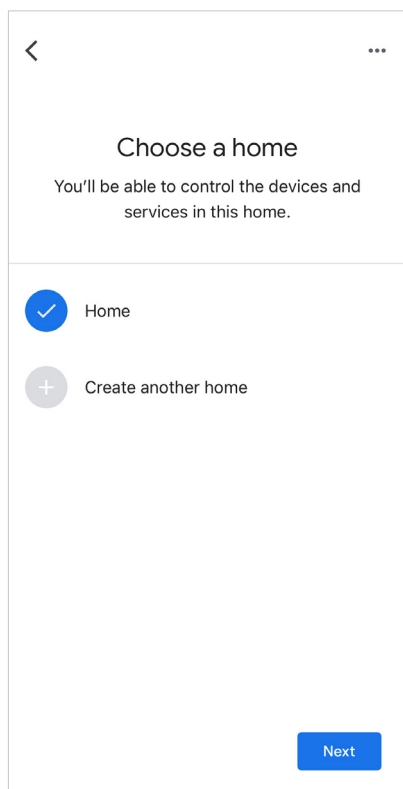 Choose a home
You’ll be able to control the devices and
services in this home.
Home
Create another home
Next